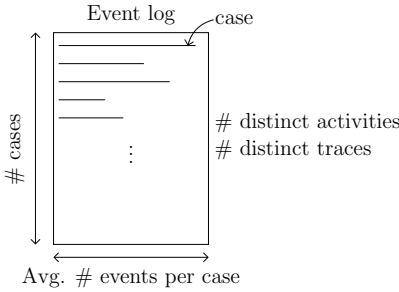 Event log
case
# cases
# distinct activities
# distinct traces
Avg. # events per case